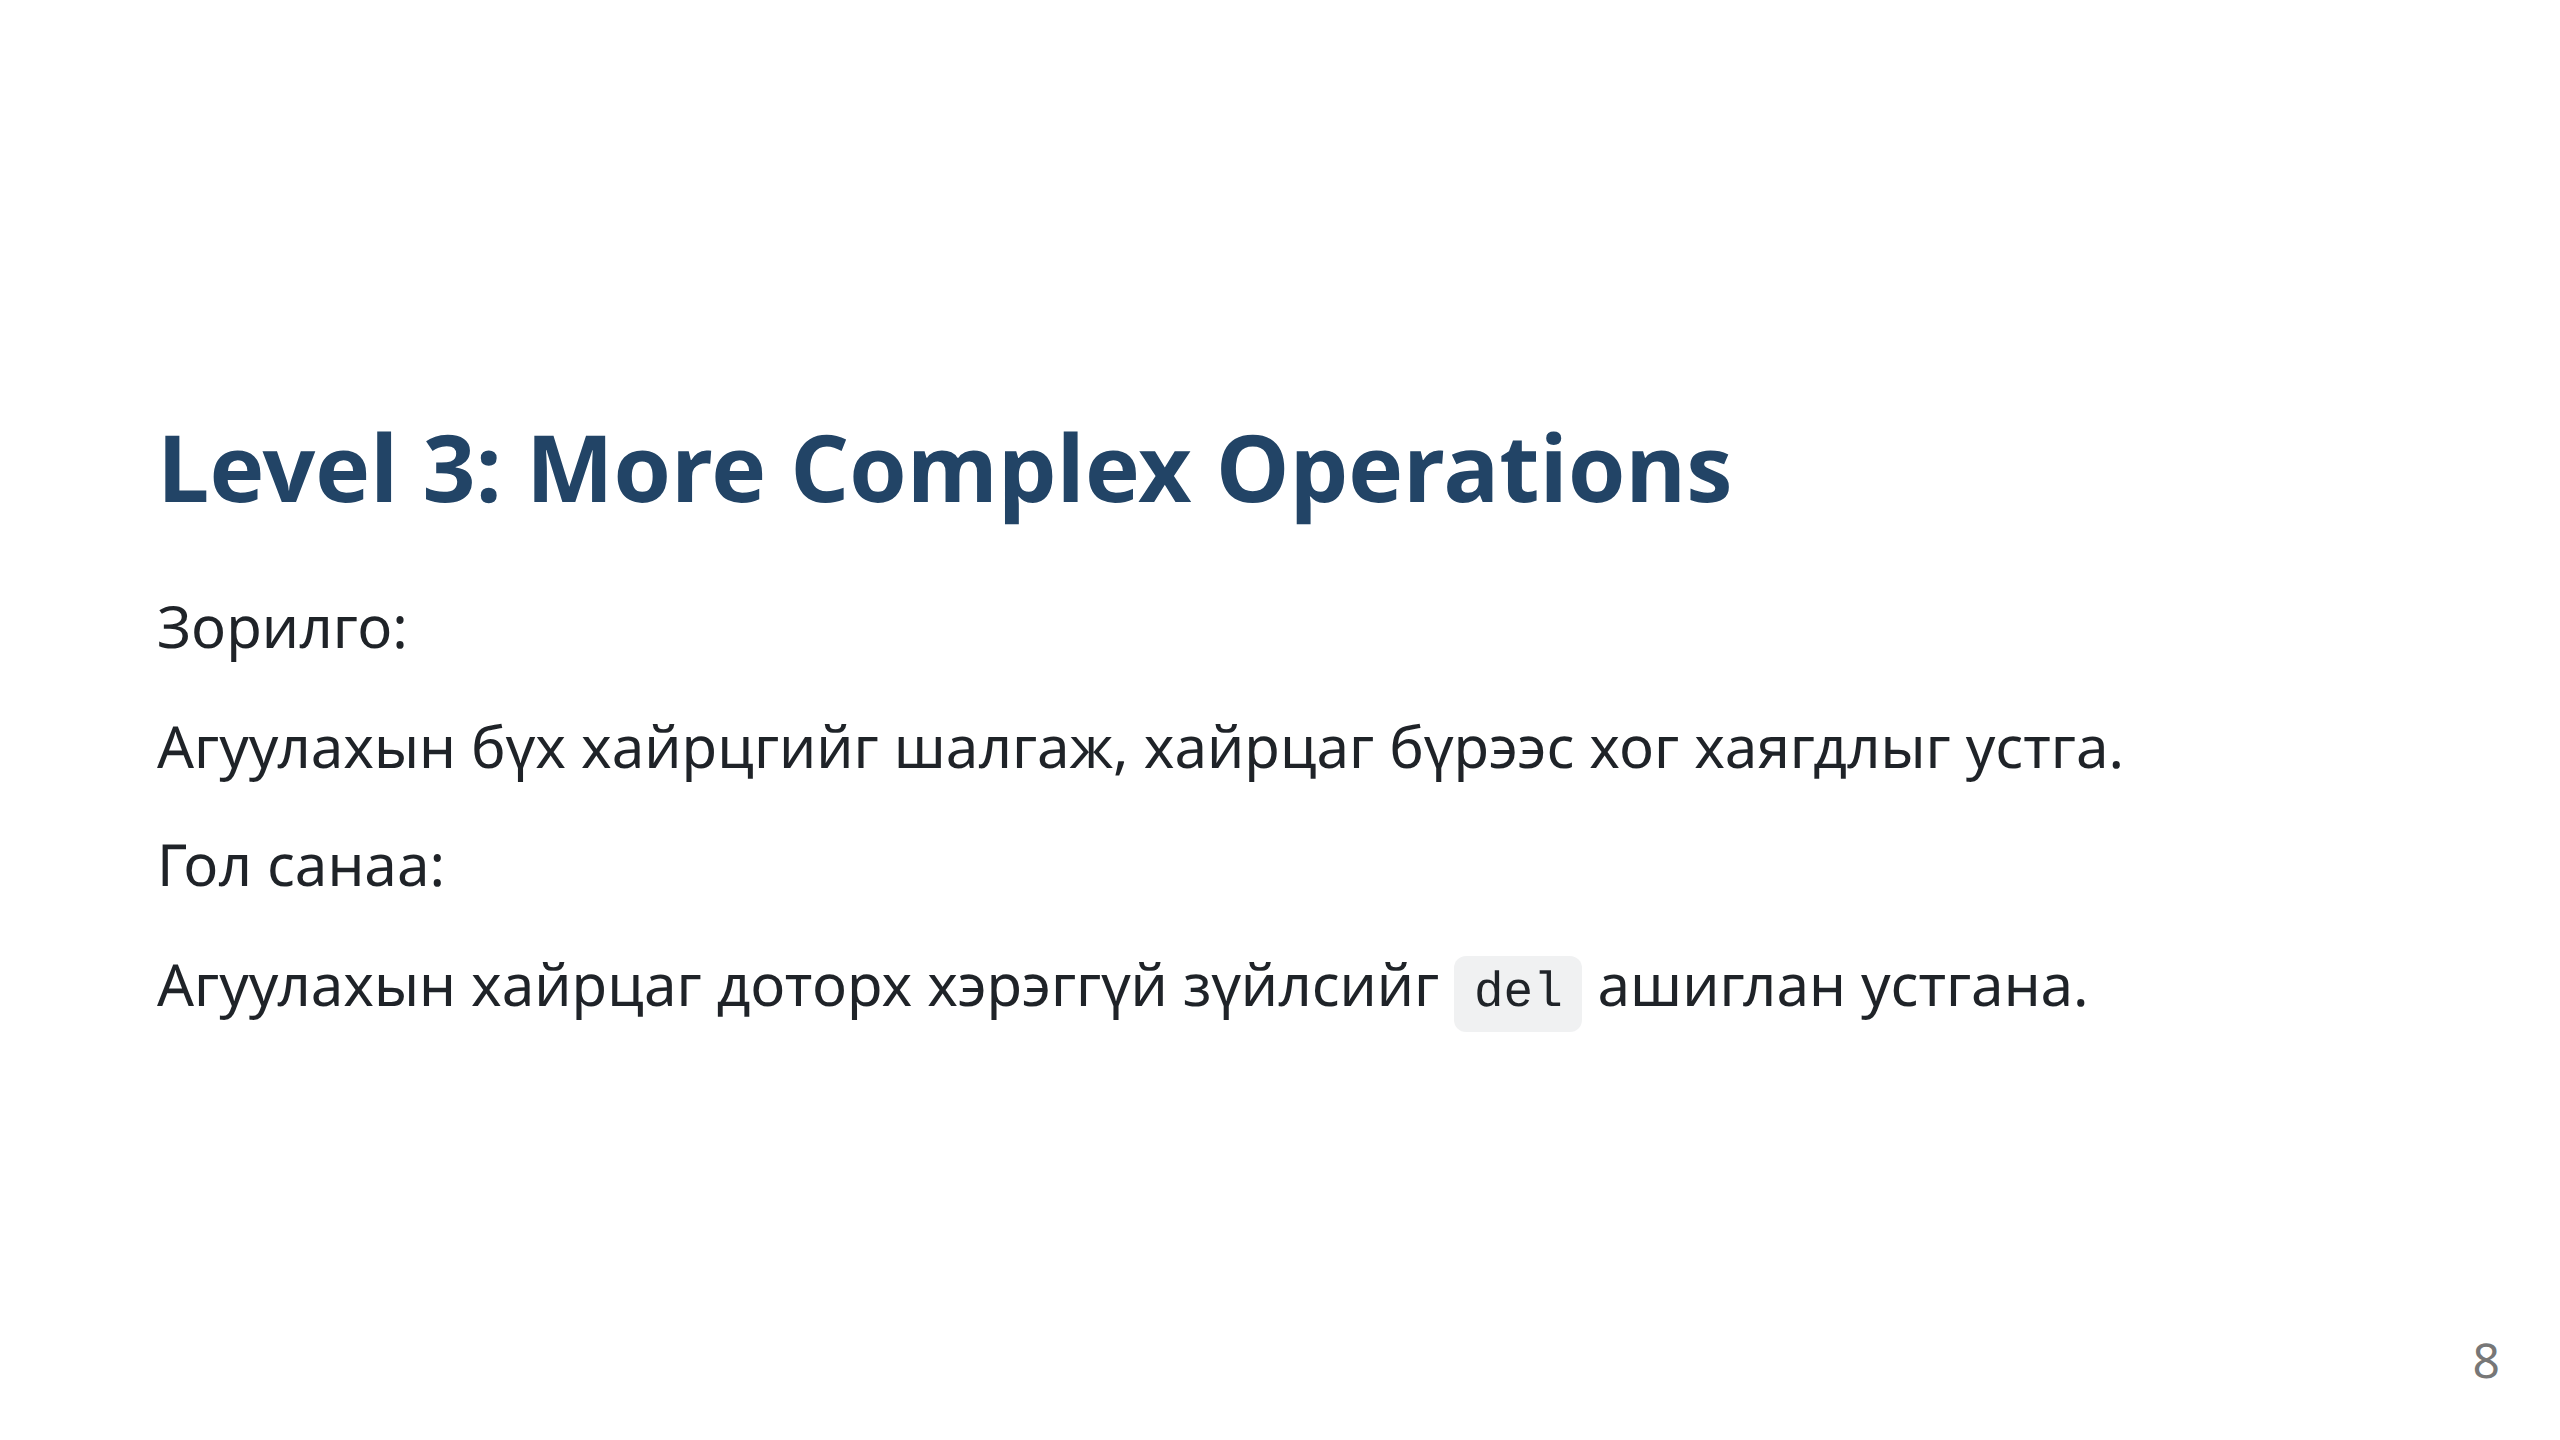 Level 3: More Complex Operations
Зорилго:
Агуулахын бүх хайрцгийг шалгаж, хайрцаг бүрээс хог хаягдлыг устга.
Гол санаа:
Агуулахын хайрцаг доторх хэрэггүй зүйлсийг del ашиглан устгана.
8